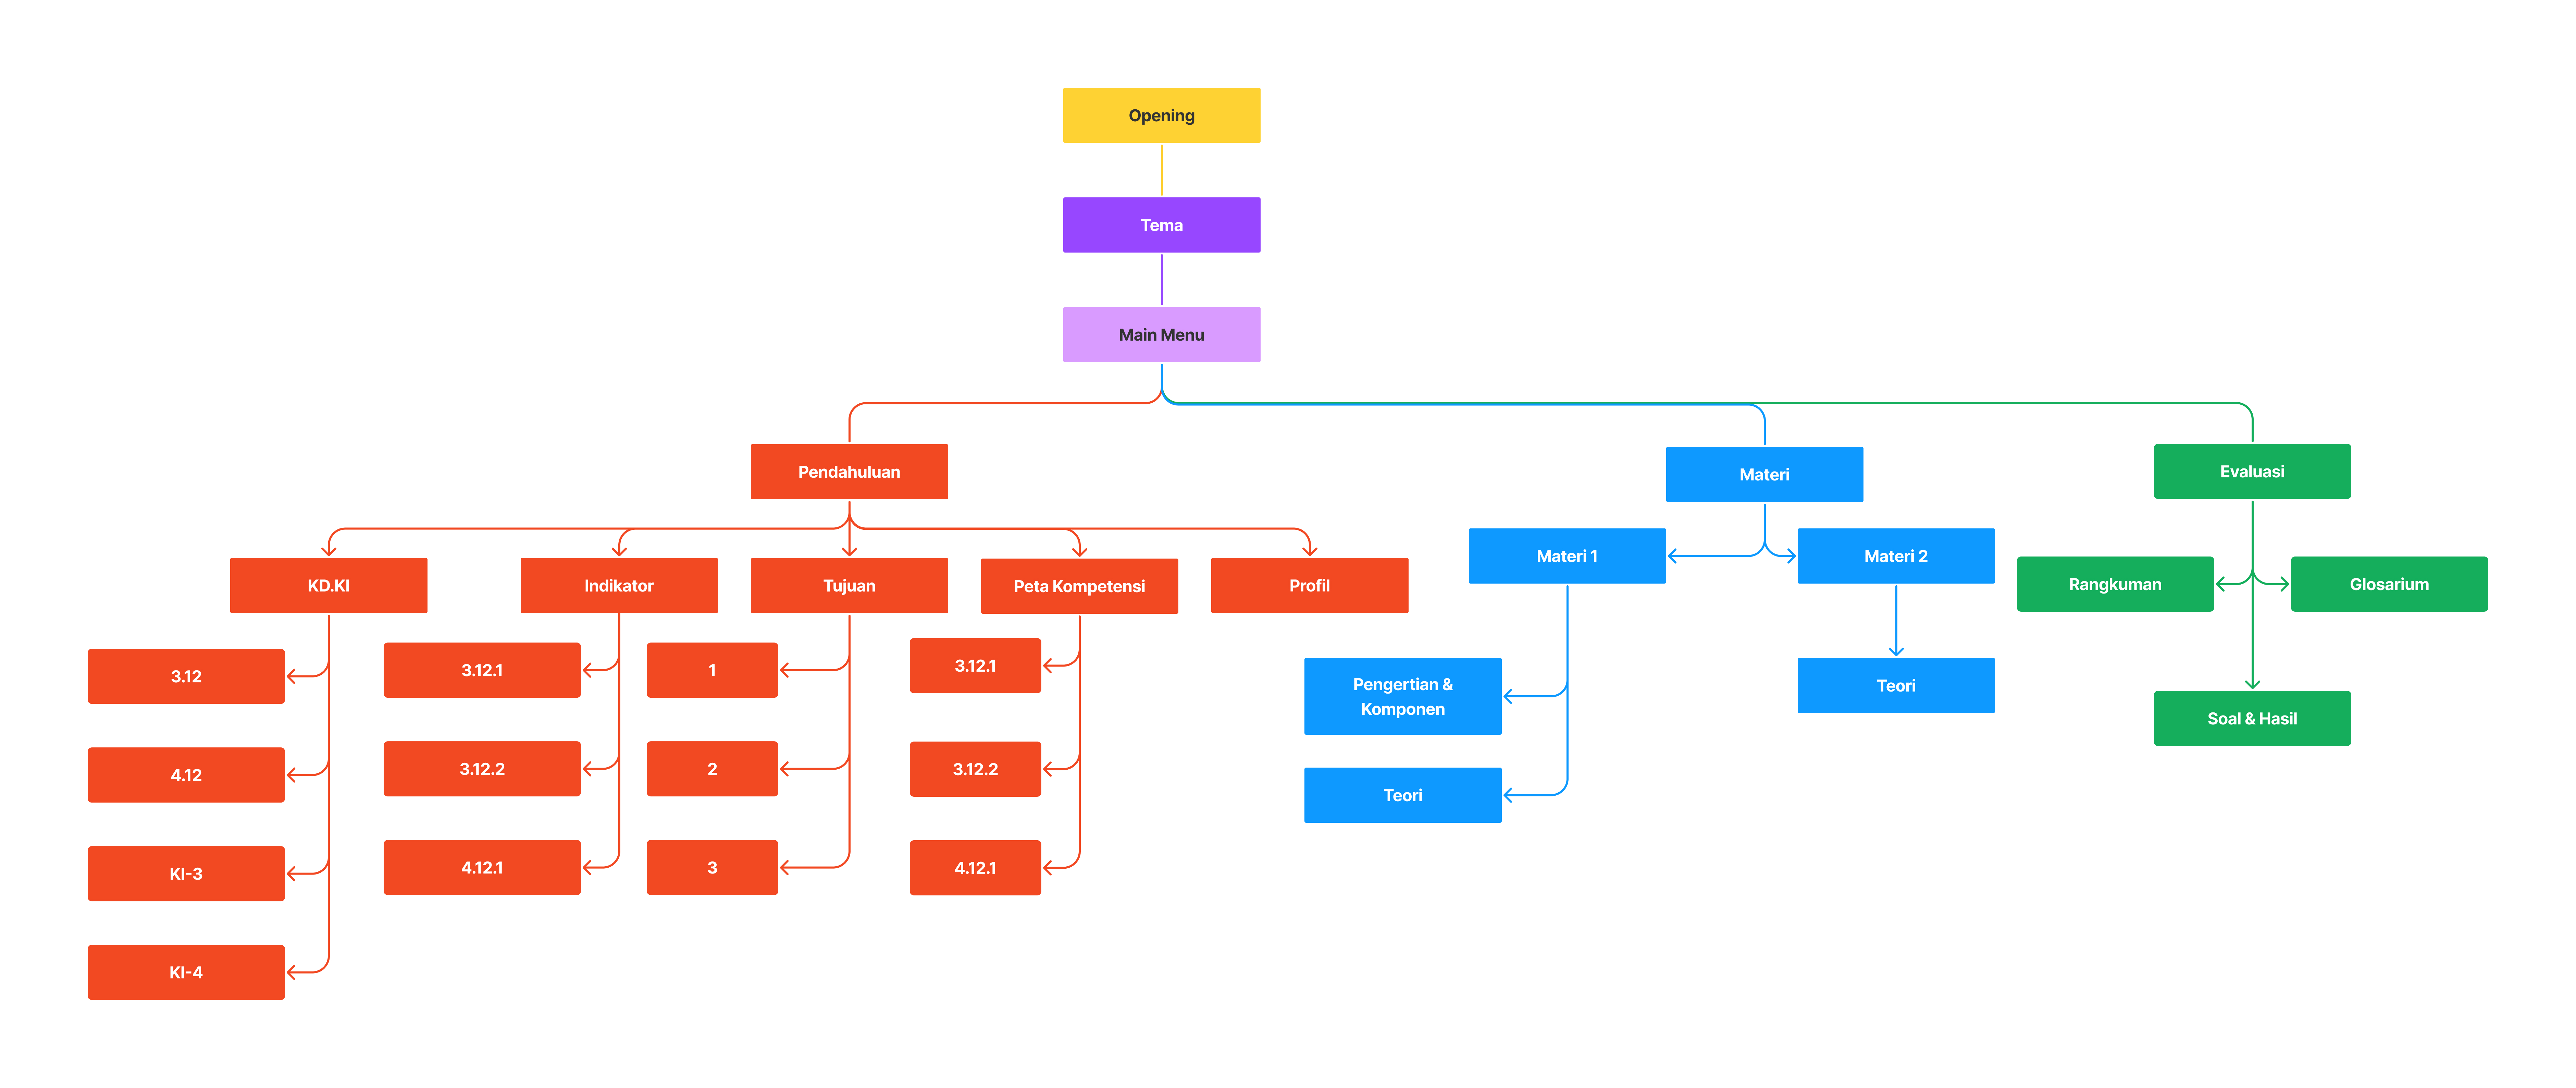 Opening
Tema
Main Menu
Pendahuluan
Materi
Evaluasi
KD.KI
Indikator
Tujuan
Peta Kompetensi
Profil
Materi 1
Materi 2
Rangkuman
Glosarium
3.12
4.12
KI-3
KI-4
3.12.1
3.12.2
4.12.1
1
2
3
3.12.1
3.12.2
4.12.1
Pengertian &
Komponen
Teori
Teori
Soal & Hasil